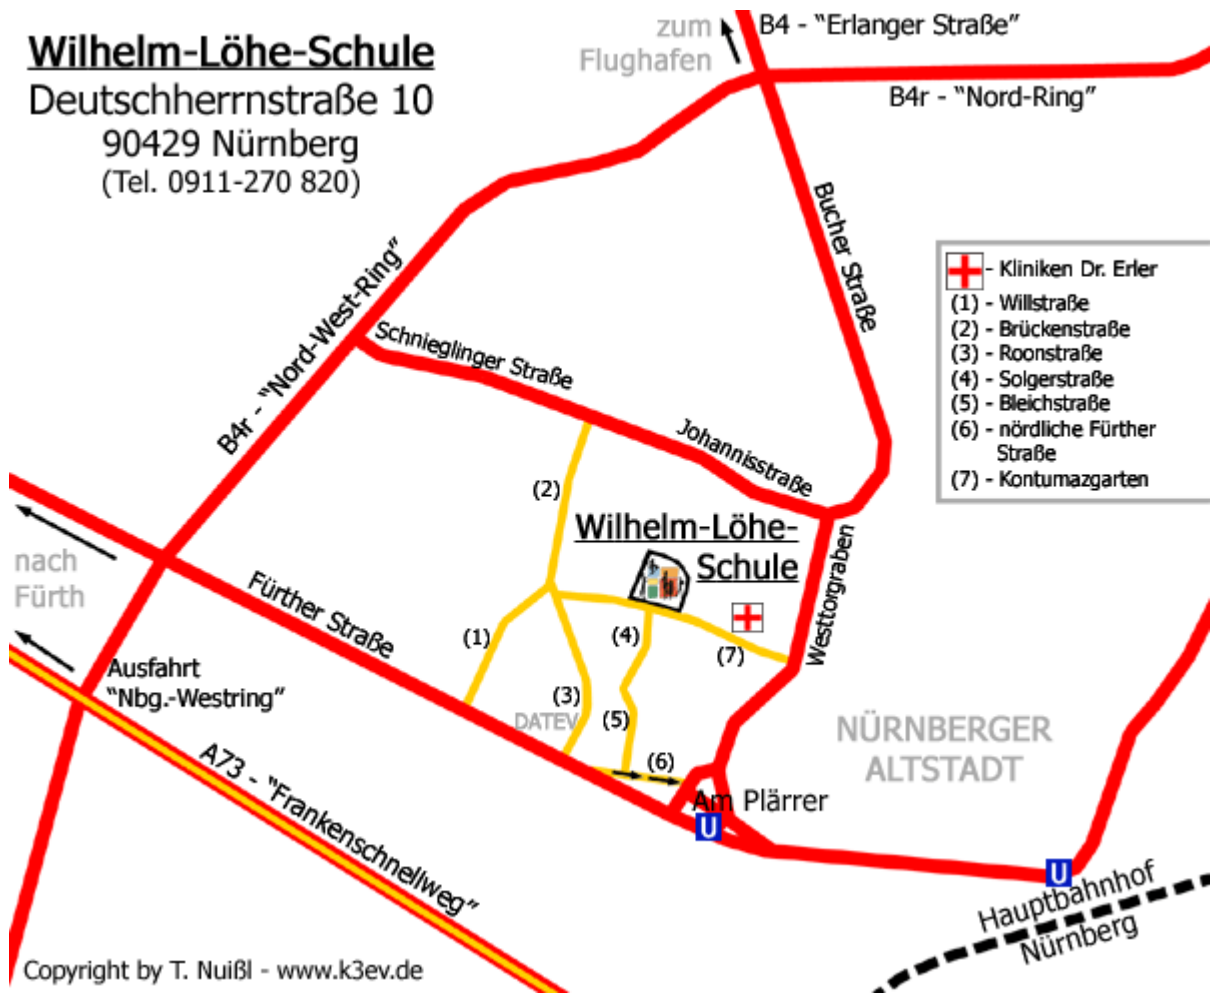 Wilhelm-Löhe-Schule
Deutschherrnstraße 10
90429 Nürnberg
(Tel. 0911-270 820)
zum
Flughafen
B4 - “Erlanger Straße”
B4r - “Nord-Ring”
Bucher Straße
B4r - “Nord-West-Ring”
Schnieglinger Straße
Johannisstraße
- Kliniken Dr. Erler
(1) - Willstraße
(2) - Brückenstraße
(3) - Roonstraße
(4) - Solgerstraße
(5) - Bleichstraße
(6) - nördliche Fürther
Straße
(7) - Kontumazgarten
(2)
Wilhelm-Löhe-
Schule
Westtorgraben
nach
Fürth
Fürther Straße
(1)
(4)
(7)
(3)
(5)
DATEV
(6)
Ausfahrt
“Nbg.-Westring”
A73 - “Frankenschnellweg”
NÜRNBERGER
ALTSTADT
Am Plärrer
U
U
Hauptbahnhof
Nürnberg
Copyright by T. Nuißl - www.k3ev.de